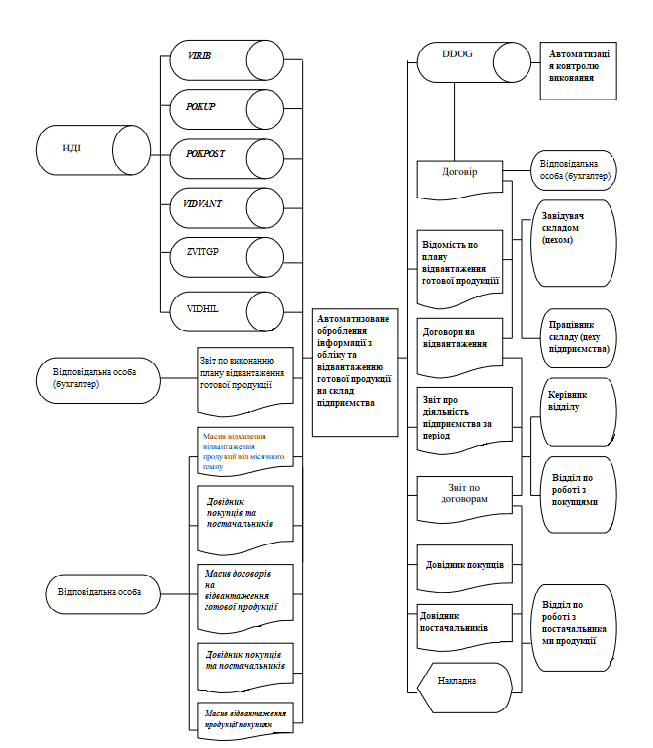 VIRIB
POKUP
POKPOST
VIDVANT
ZVITGP
VIDHIL
НДІ
Відповідальна особа
(бухгалтер)
Звіт по виконанню
плану відвантаження
готової продукції
Масив відхилення
відвантаження
продукції від місячного
плану
Довідник
покупців та
постачальників
Відповідальна особа
Масив договорів
на
відвантаження
готової продукції
Довідник покупців
та постачальників
Масив відвантаження
продукції покупцям
Автоматизоване
оброблення
інформації з
обліку та
відвантаженню
готової продукції
на склад
підприємства
DDOG
Автоматизаці
я контролю
виконання
Договір
Відповідальна
особа (бухгалтер)
Завідувач
складом
(цехом)
Відомість по
плану
відвантаження
готової продукціїї
Договори на
відвантаження
Працівник
складу (цеху
підприємства)
Звіт про
діяльність
підприємства за
період
Керівник
відділу
Звіт по
договорам
Відділ по
роботі з
покупцями
Довідник покупців
Довідник
постачальників
Відділ по
роботі з
постачальника
ми продукції
Накладна